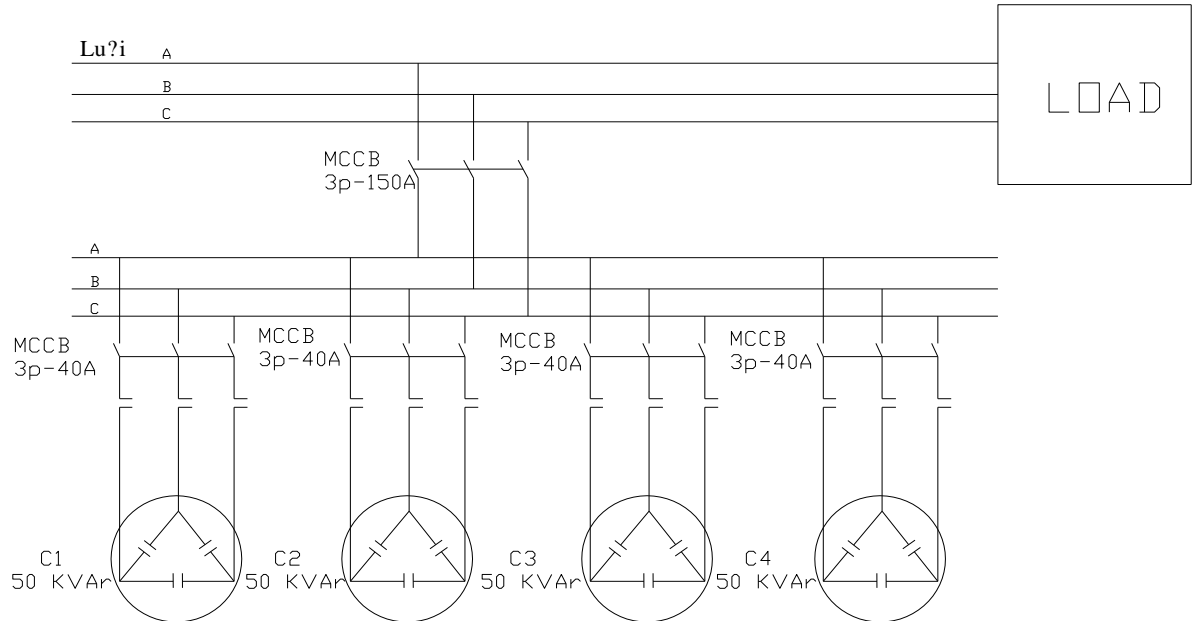 Lu?i A
B
C
LOAD
MCCB
3p-150A
A
B
C
MCCB
3p-40A
MCCB
3p-40A
MCCB
3p-40A
MCCB
3p-40A
C1
50 KVAr
C2
50 KVAr
C3
50 KVAr
C4
50 KVAr